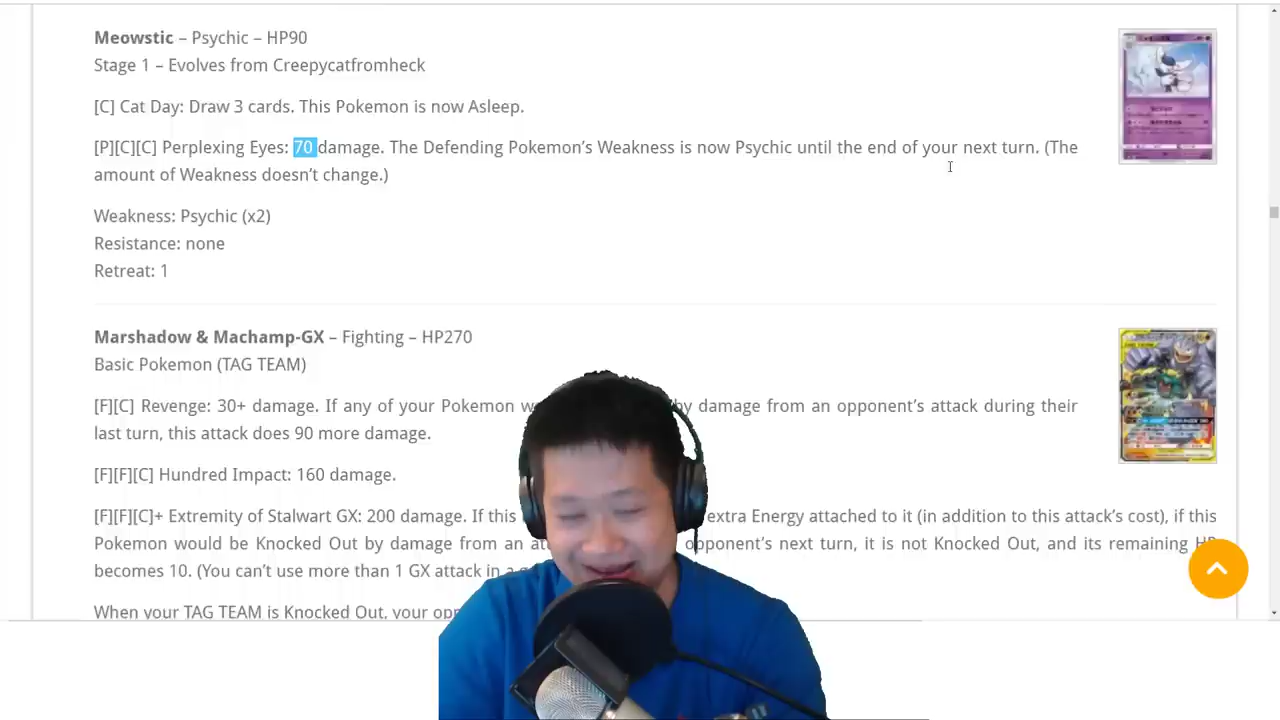 Meowstic – Psychic – HP90
Stage 1 – Evolves from Creepycatfromheck
[C] Cat Day: Draw 3 cards. This Pokemon is now Asleep.
[P][C][C] Perplexing Eyes: 70 damage. The Defending Pokemon’s Weakness is now Psychic until the end of your next turn. (The
amount of Weakness doesn’t change.)
Weakness: Psychic (x2)
Resistance: none
Retreat: 1
Marshadow & Machamp-GX – Fighting – HP270
Basic Pokemon (TAG TEAM)
[F][C] Revenge: 30+ damage. If any of your Pokemon by damage from an opponent’s attack during their
last turn, this attack does 90 more damage.
[F][F][C] Hundred Impact: 160 damage.
[F][F][C]+ Extremity of Stalwart GX: 200 damage. If this extra Energy attached to it (in addition to this attack’s cost), if this
Pokemon would be Knocked Out by damage from an opponent’s next turn, it is not Knocked Out, and its remaining HP
becomes 10. (You can’t use more than 1 GX attack in a
When your TAG TEAM is Knocked Out, your